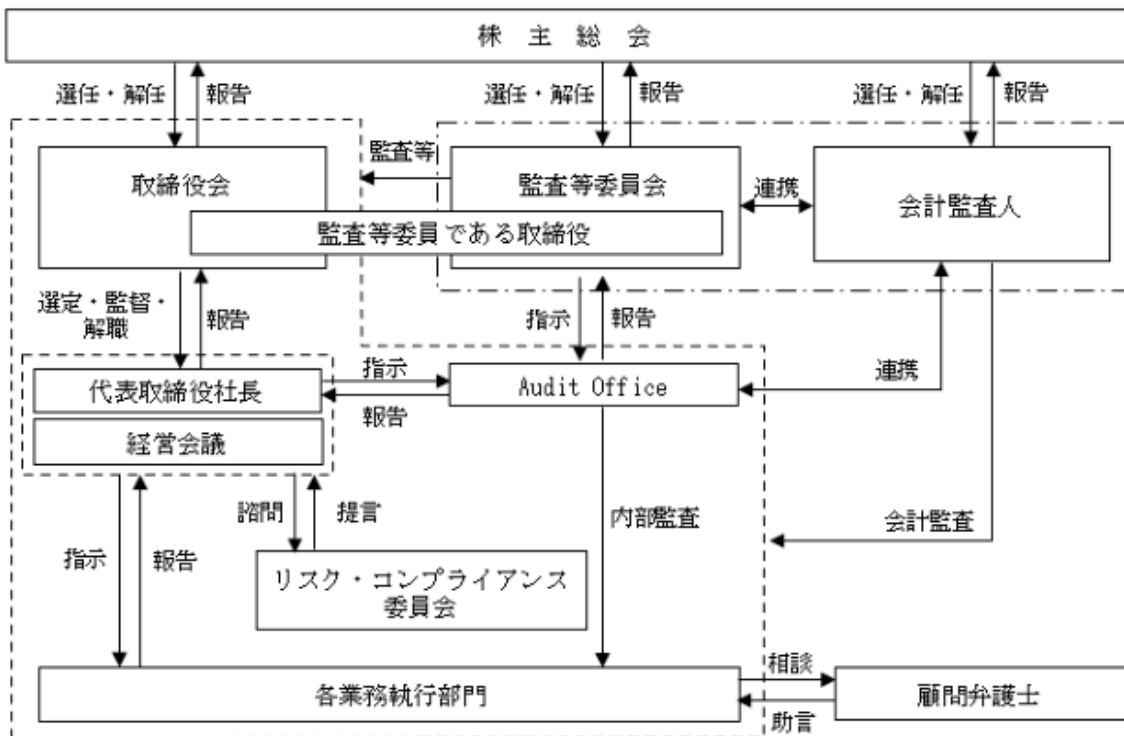 株主総会
選任・解任
報告
選任・解任
報告
選任・解任
報告
取締役会
監査等
監査等委員会
連携
会計監査人
監査等委員である取締役
選定・監督・
解職
報告
指示
報告
代表取締役社長
指示
報告
Audit Office
連携
経営会議
諮問
提言
内部監査
会計監査
指示
報告
リスク・コンプライアンス
委員会
各業務執行部門
相談
助言
顧問弁護士